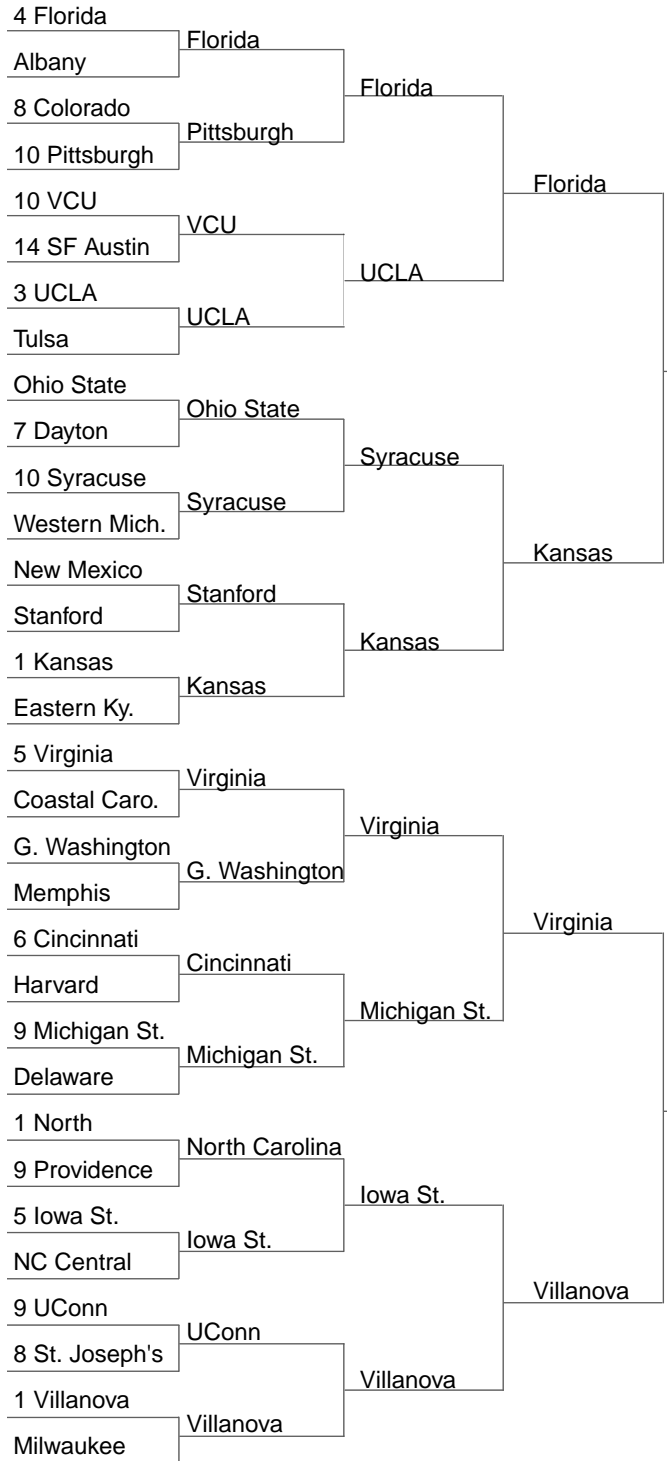 4 Florida
Albany
8 Colorado
10 Pittsburgh
10 VCU
14 SF Austin
3 UCLA
Tulsa
Ohio State
7 Dayton
10 Syracuse
Western Mich.
New Mexico
Stanford
1 Kansas
Eastern Ky.
5 Virginia
Coastal Caro.
G. Washington
Memphis
6 Cincinnati
Harvard
9 Michigan St.
Delaware
1 North
9 Providence
5 Iowa St.
NC Central
9 UConn
8 St. Joseph's
1 Villanova
Milwaukee
Florida
Pittsburgh
VCU
UCLA
Ohio State
Syracuse
Stanford
Kansas
Virginia
G. Washington
Cincinnati
Michigan St.
North Carolina
Iowa St.
UConn
Villanova
Florida
UCLA
Syracuse
Kansas
Virginia
Michigan St.
Iowa St.
Villanova
Florida
Kansas
Virginia
Villanova